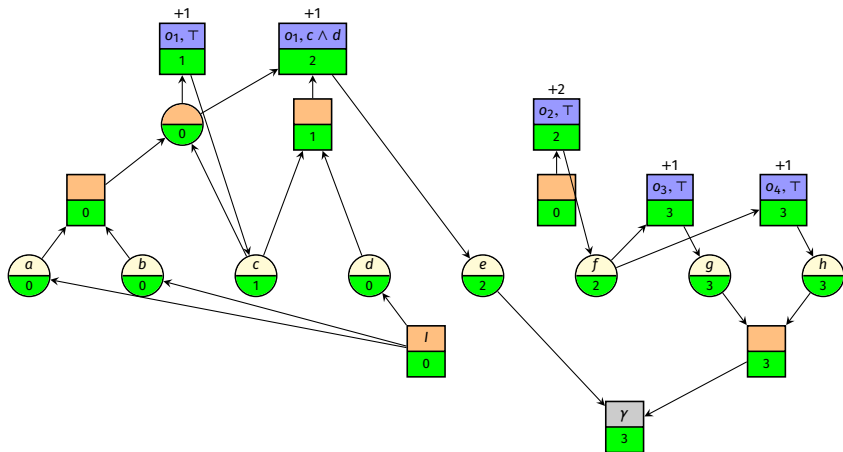 +1 +1
o₁, ⊤ o₁, c ∧ d
1 2
+2
o₂, ⊤
2
0 1
+1 +1
o₃, ⊤ o₄, ⊤
0 0 3 3
a b c d e f g h
0 0 1 0 2 2 3 3
I
0 3
γ
3